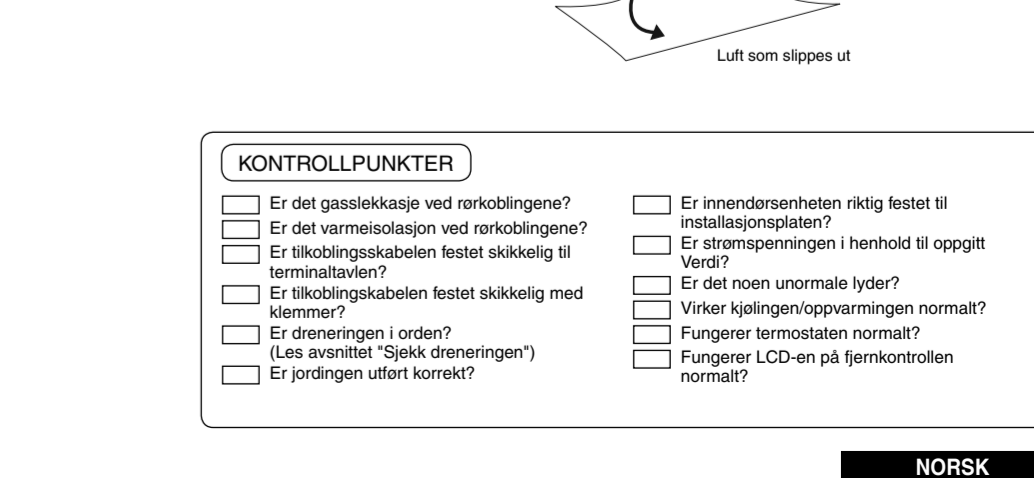 Luft som slippes ut
KONTROLLPUNKTER
Er det gasslekkasje ved rørkoblingene?
Er det varmeisolasjon ved rørkoblingene?
Er tilkoblingsskabelen festet skikkelig til
terminaltavlen?
Er tilkoblingskabelen festet skikkelig med
klemmer?
Er dreneringen i orden?
(Les avsnittet "Sjekk dreneringen")
Er jordingen utført korrekt?
Er innendørsenheten riktig festet til
installasjonsplaten?
Er strømspenningen i henhold til oppgitt
Verdi?
Er det noen unormale lyder?
Virker kjølingen/oppvarmingen normalt?
Fungerer termostaten normalt?
Fungerer LCD-en på fjernkontrollen
normalt?
NORSK